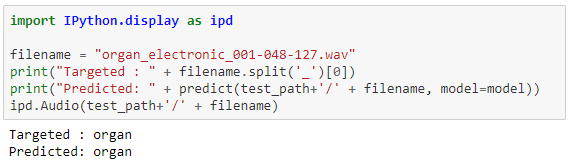 import IPython.display as ipd
filename = "organ_electronic_001-048-127.wav"
print("Targeted : " + filename.split('_')[0])
print("Predicted: " + predict(test_path+'/' + filename, model=model))
ipd.Audio(test_path+'/' + filename)
Targeted : organ
Predicted: organ